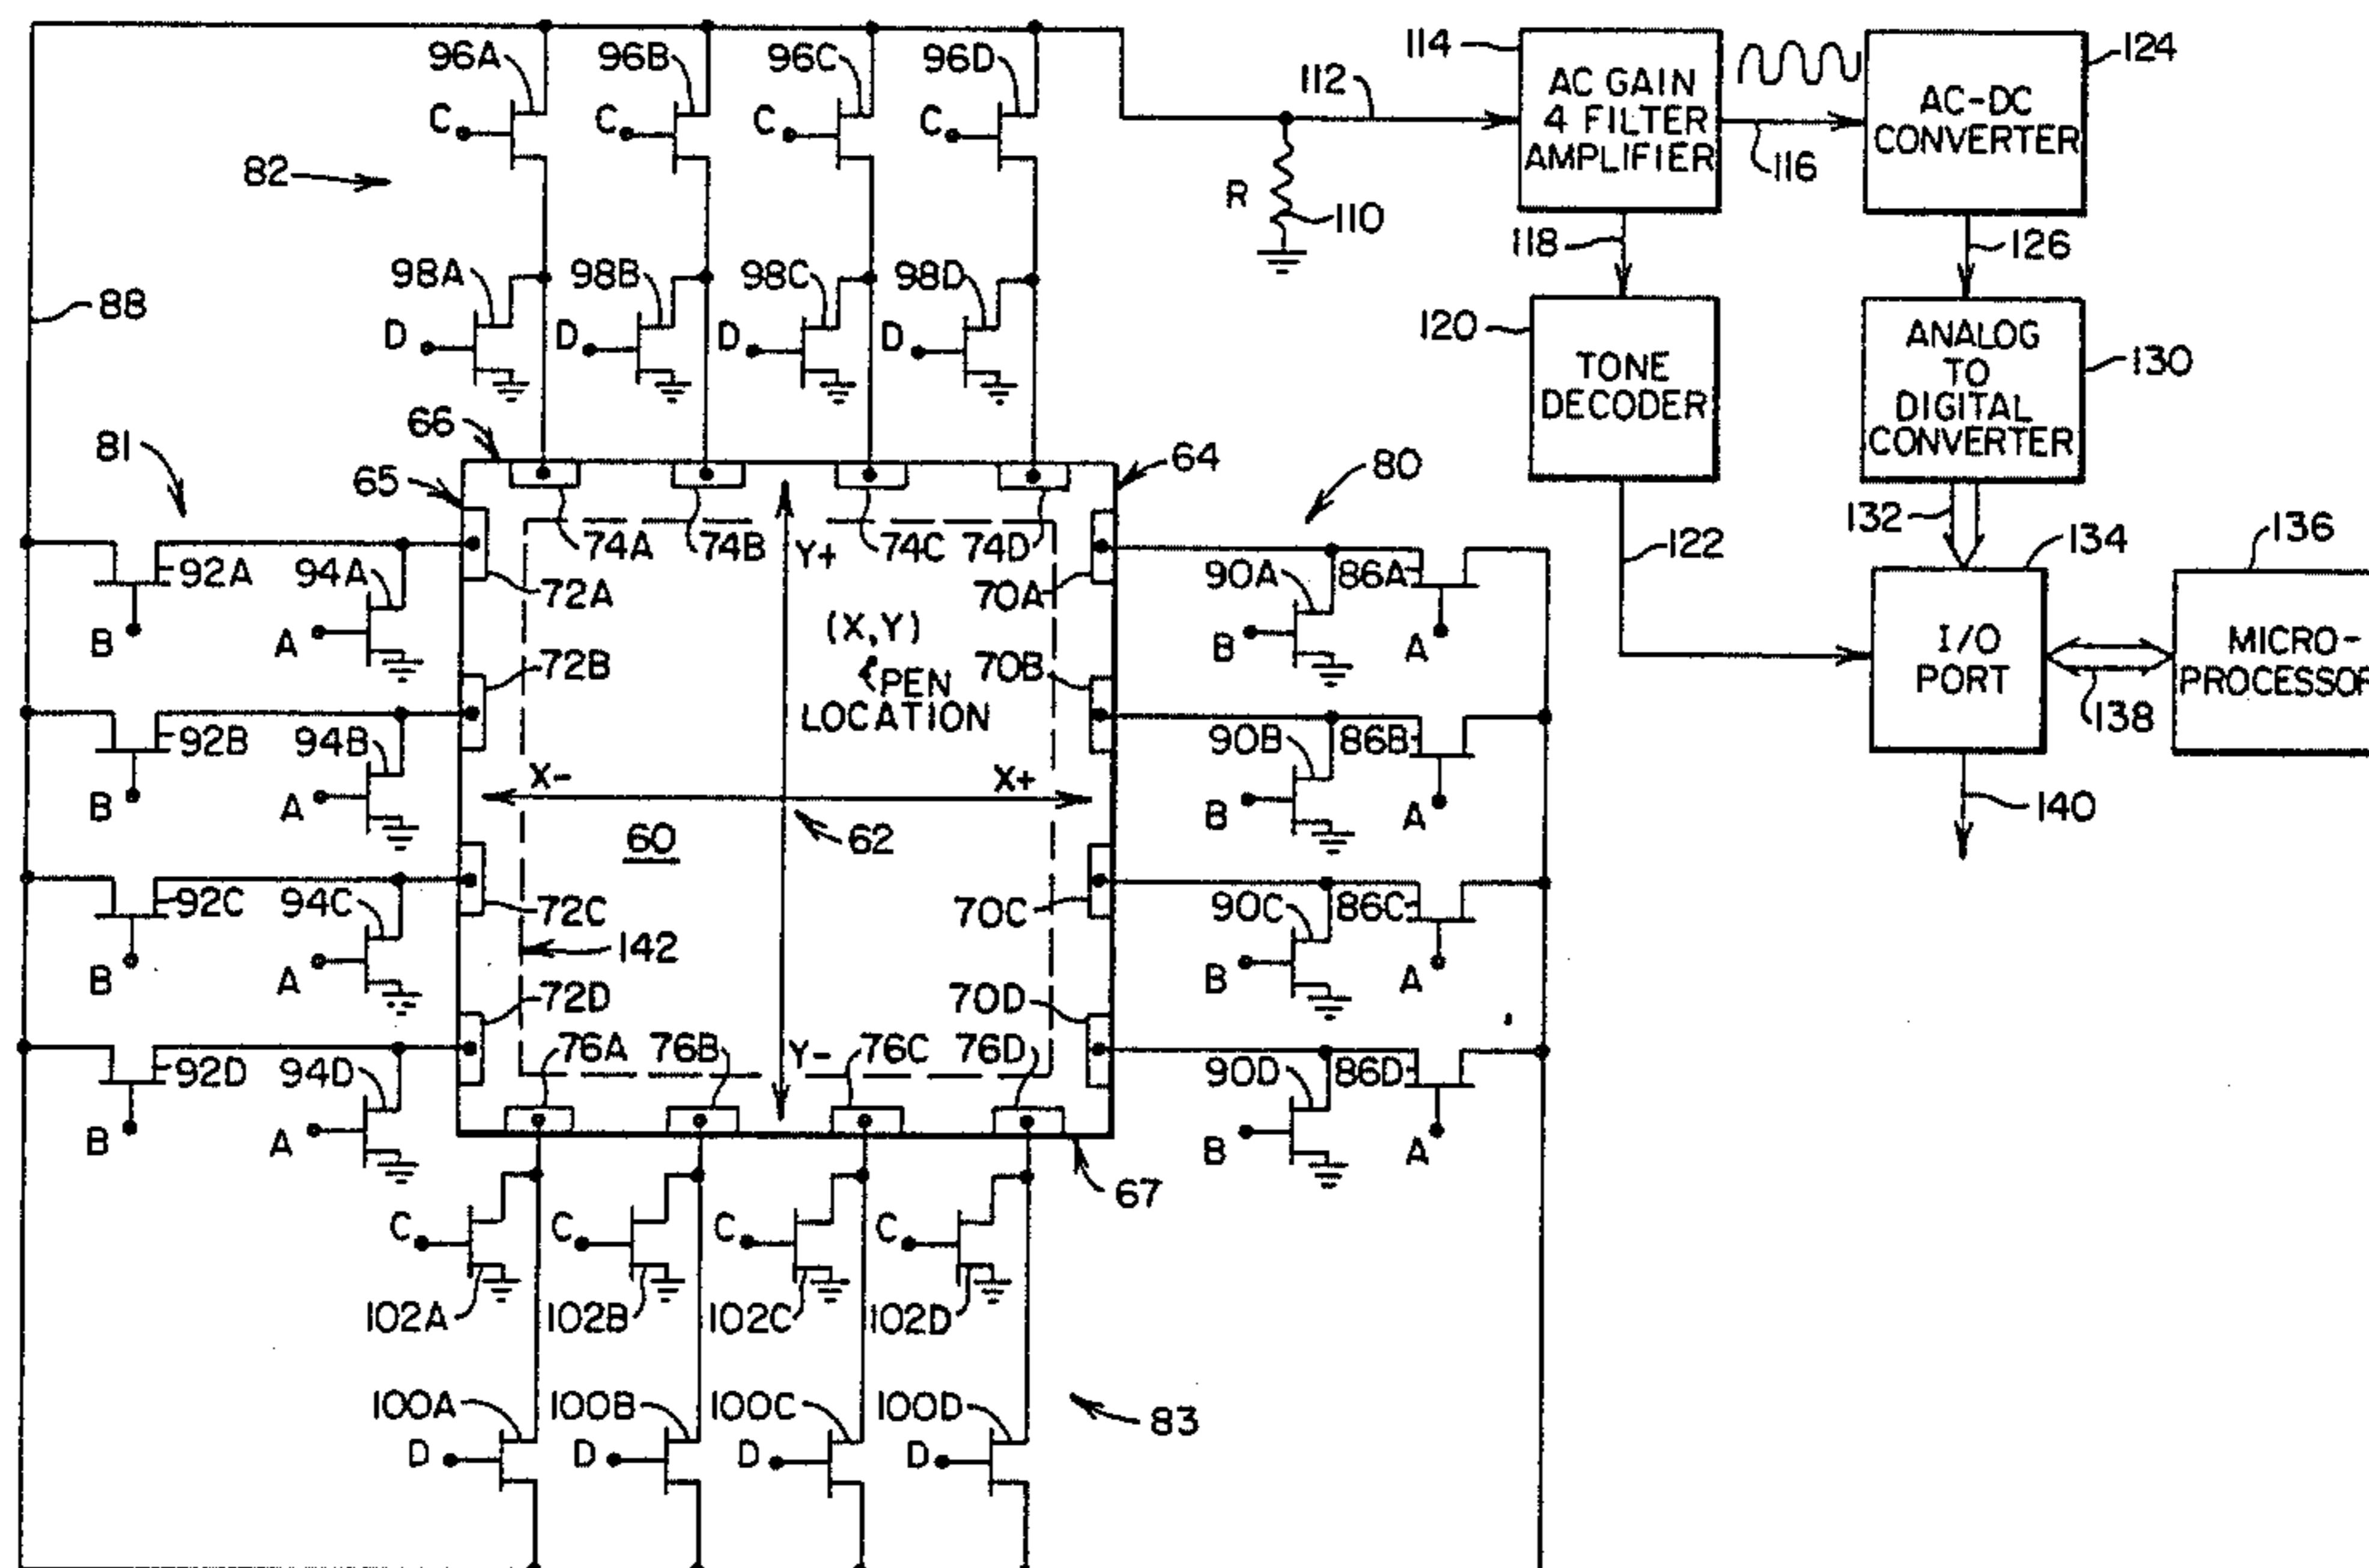 96A 96B 96C 96D
C C C C
82
98A 98B 98C 98D
D D D D
88
112
R
110
114
AC GAIN
4 FILTER
AMPLIFIER
116
124
AC-DC
CONVERTER
118
126
120
TONE
DECODER
ANALOG
TO
DIGITAL
CONVERTER
130
122
132
134
I/O
PORT
136
MICRO-
PROCESSOR
138
140
66
64
81
65
80
74A 74B Y+ 74C 74D
92A 94A 72A
B A
70A 90A 86A
B A
(X,Y)
PEN
LOCATION
72B
70B
92B 94B
B A
90B 86B
B A
X- X+
60
62
92C 94C 72C
B A
70C 90C 86C
B A
142
72D
70D
92D 94D
B A
76A 76B Y- 76C 76D
90D 86D
B A
67
C C C C
102A 102B 102C 102D
100A 100B 100C 100D
D D D D
83